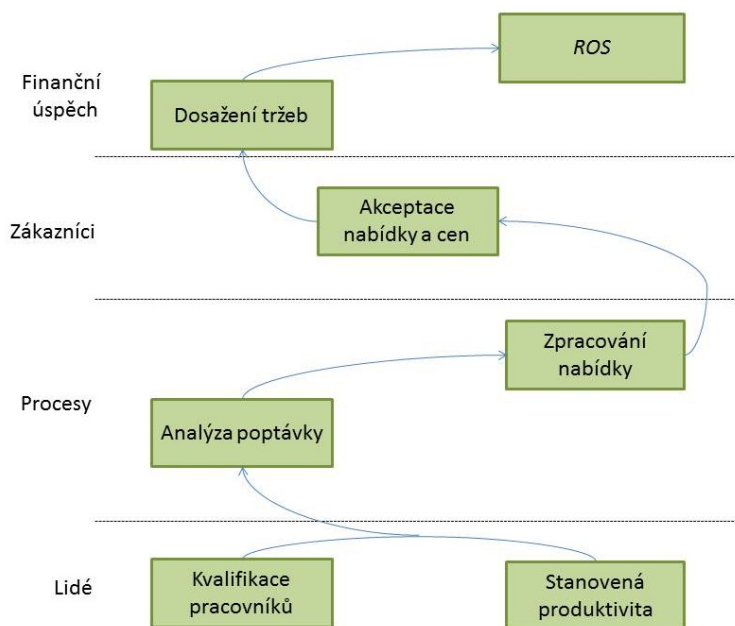 ROS
Finanční
úspěch
Dosažení tržeb
Akceptace
nabídky a cen
Zákazníci
Zpracování
nabídky
Procesy
Analýza poptávky
Kvalifikace
pracovníků
Stanovená
produktivita
Lidé